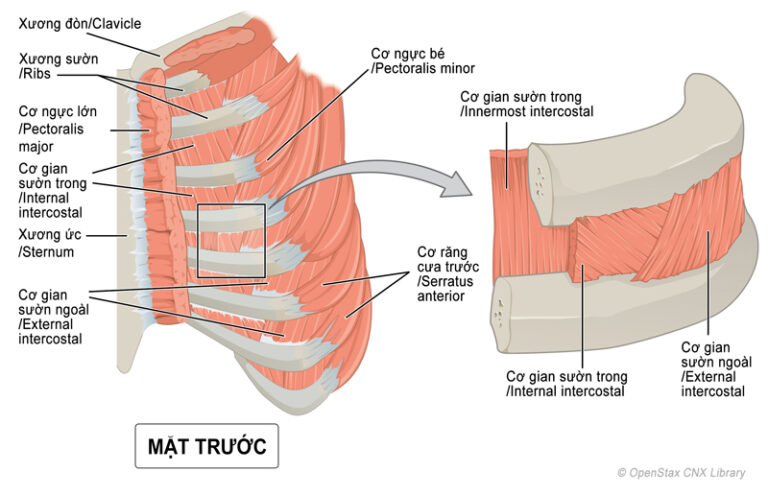 Xương đòn/Clavicle
Xương sườn
/Ribs
Cơ ngực lớn
/Pectoralis
major
Cơ gian
sườn trong
/Internal
intercostal
Xương ức
/Sternum
Cơ gian
sườn ngoài
/External
intercostal
Cơ ngực bé
/Pectoralis minor
Cơ răng
cưa trước
/Serratus
anterior
MẶT TRƯỚC
Cơ gian sườn trong
/Innermost intercostal
Cơ gian sườn trong
/Internal intercostal
Cơ gian
sườn ngoài
/External
intercostal
© OpenStax CNX Library